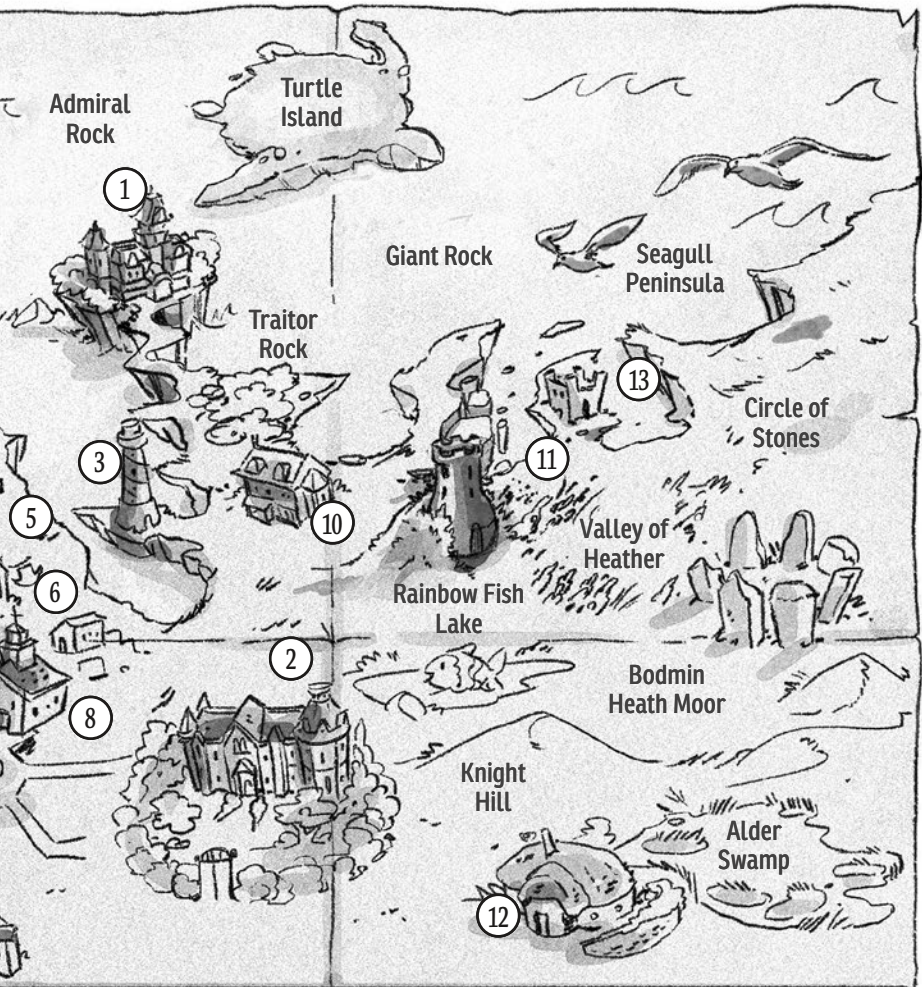 Turtle
Island
Admiral
Rock
1
Giant Rock
Seagull
Peninsula
Traitor
Rock
13
Circle of
Stones
3
11
5
10
Valley of
Heather
6
Rainbow Fish
Lake
2
Bodmin
Heath Moor
8
Knight
Hill
Alder
Swamp
12